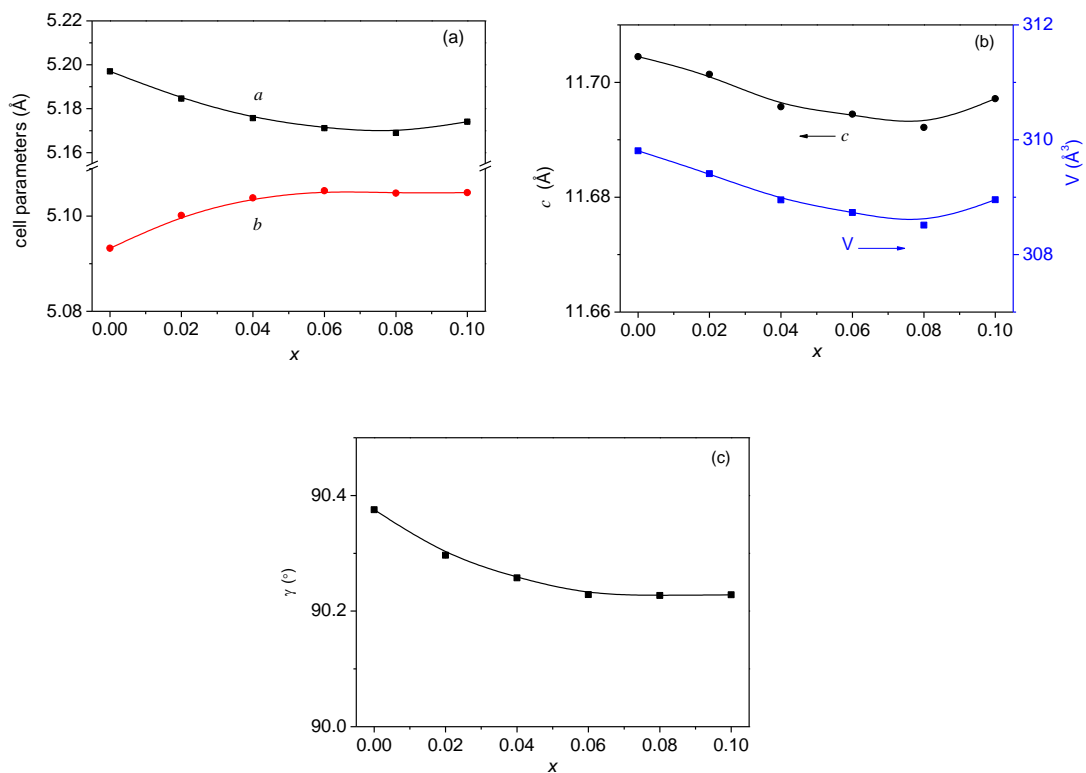 (a)
5.22
5.20
5.18
5.16
5.10
5.08
cell parameters (Å)
a
b
0.00 0.02 0.04 0.06 0.08 0.10
x
(b)
11.70
11.68
11.66
c (Å)
c
V
312
310
308
V (Å³)
0.00 0.02 0.04 0.06 0.08 0.10
x
(c)
90.4
90.2
90.0
γ (°)
0.00 0.02 0.04 0.06 0.08 0.10
x